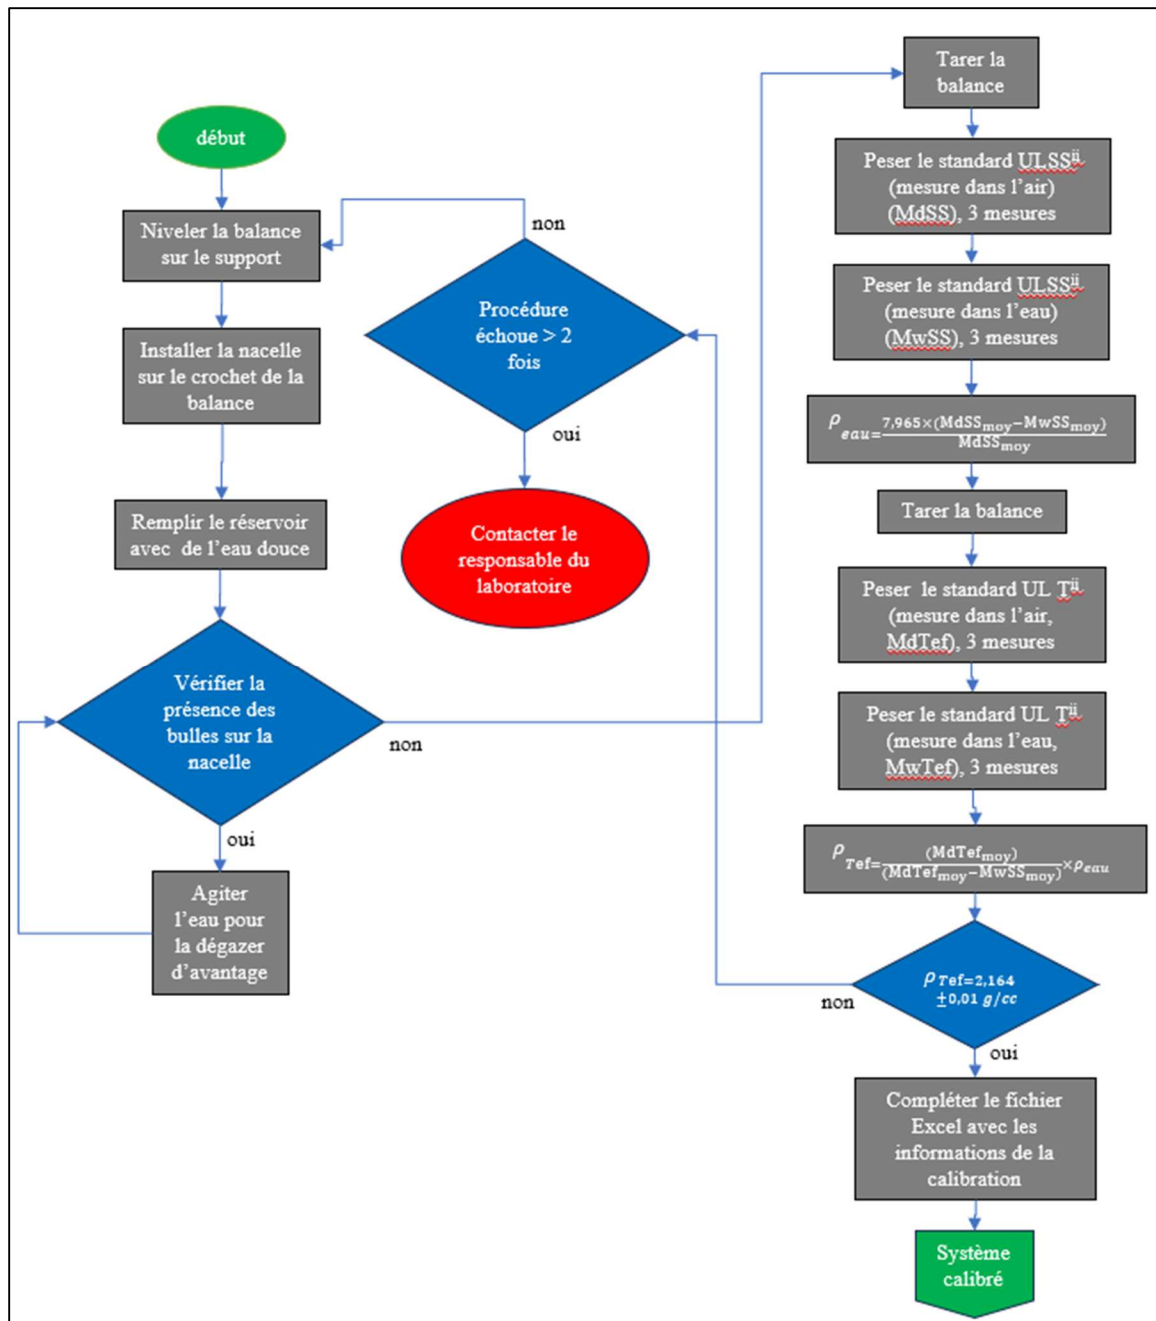 début
Niveler la balance
sur le support
Installer la nacelle
sur le crochet de la
balance
Remplir le réservoir
avec de l'eau douce
Vérifier la
présence des
bulles sur la
nacelle
non
oui
Agiter
l'eau pour
la dégazer
d'avantage
non
Procédure
échoue > 2
fois
oui
Contacter le
responsable du
laboratoire
Tarer la
balance
Peser le standard ULSSii
(mesure dans l'air)
(MdSS), 3 mesures
Peser le standard ULSSii
(mesure dans l'eau)
(MwSS), 3 mesures
ρeau=7,965×(MdSSmoy−MwSSmoy)/MdSSmoy
Tarer la balance
Peser le standard UL Tii
(mesure dans l'air,
MdTef), 3 mesures
Peser le standard UL Tii
(mesure dans l'eau,
MwTef), 3 mesures
ρTef=(MdTefmoy)/(MdTefmoy−MwSSmoy)×ρeau
ρTef=2,164
±0,01 g/cc
non
oui
Compléter le fichier
Excel avec les
informations de la
calibration
Système
calibré